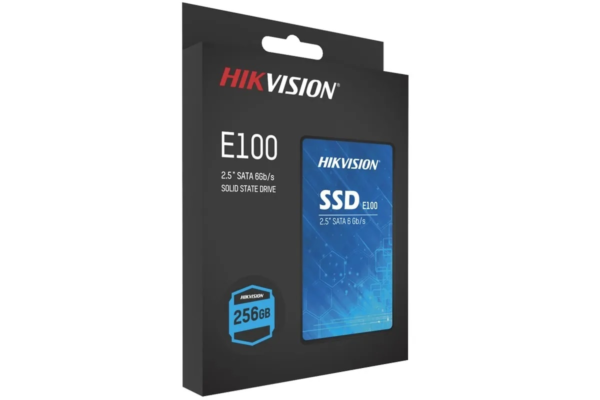 HIKVISION®
E100
2.5" SATA 6Gb/s
SOLID STATE DRIVE
HIKVISION
256GB
HIKVISION®
SSD E100
2.5" SATA 6 Gb/s